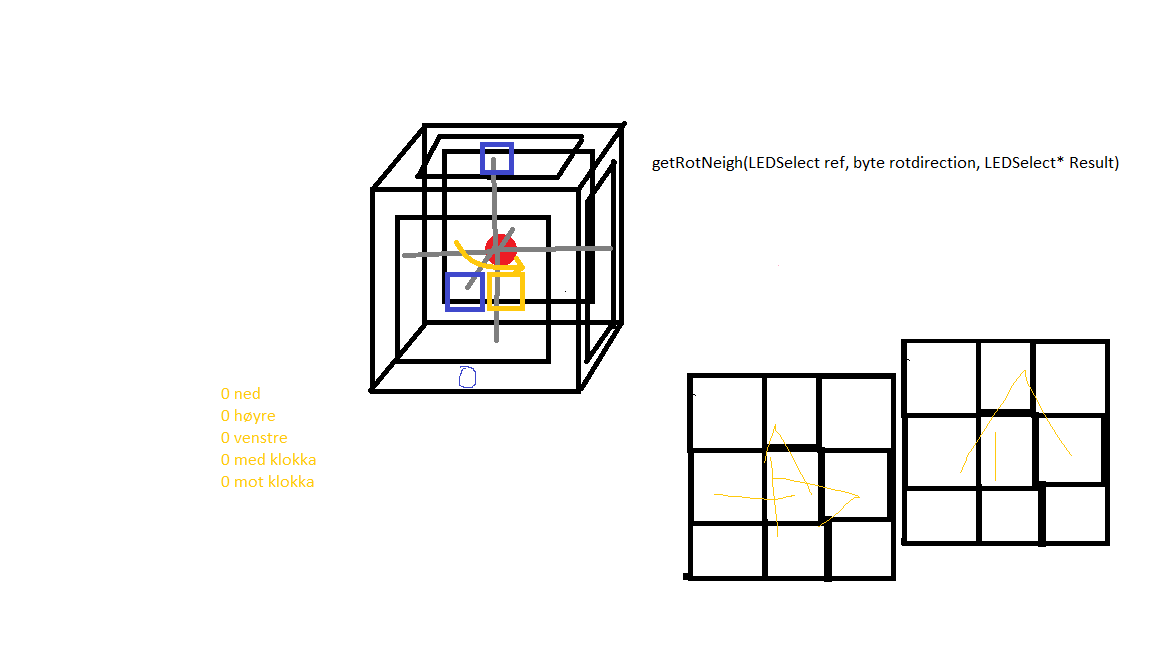 getRotNeigh(LEDSelect ref, byte rotdirection, LEDSelect* Result)
0 ned
0 høyre
0 venstre
0 med klokka
0 mot klokka